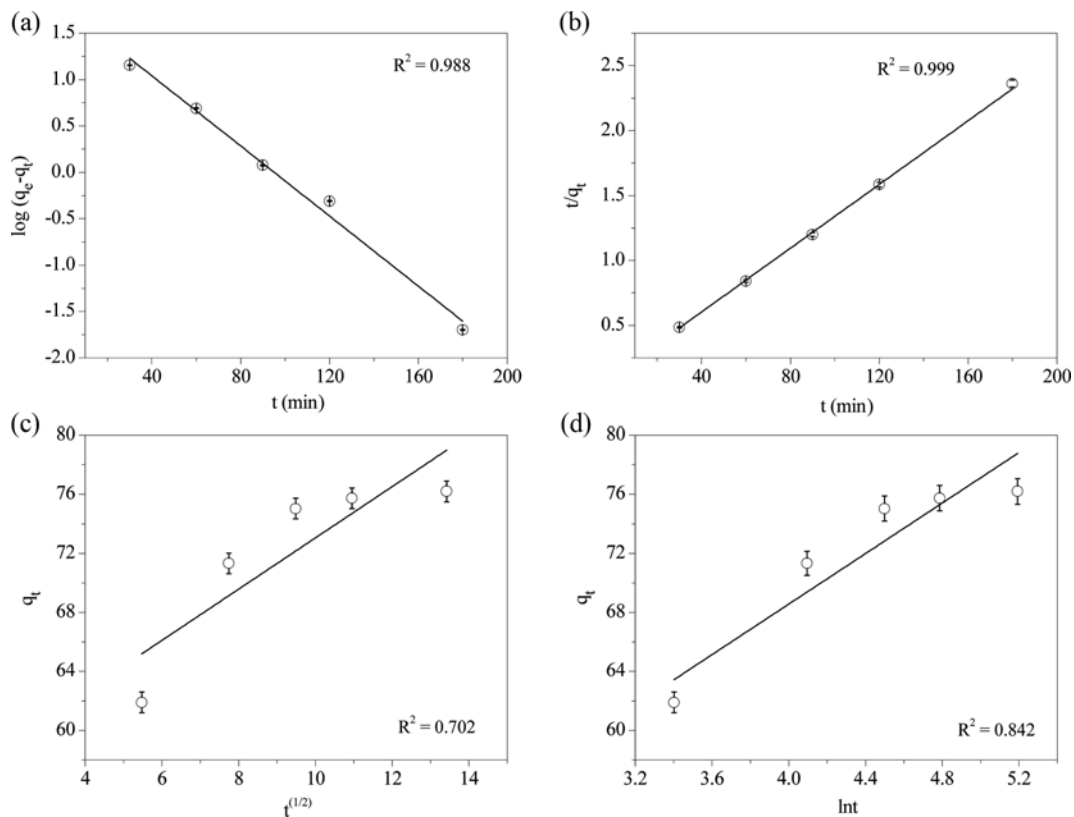 (a)
R² = 0.988
log (qₑ-qₜ)
1.5
1.0
0.5
0.0
-0.5
-1.0
-1.5
-2.0
40 80 120 160 200
t (min)
(b)
R² = 0.999
t/qₜ
2.5
2.0
1.5
1.0
0.5
40 80 120 160 200
t (min)
(c)
qₜ
80
76
72
68
64
60
R² = 0.702
4 6 8 10 12 14
t^(1/2)
(d)
qₜ
80
76
72
68
64
60
R² = 0.842
3.2 3.6 4.0 4.4 4.8 5.2
lnt